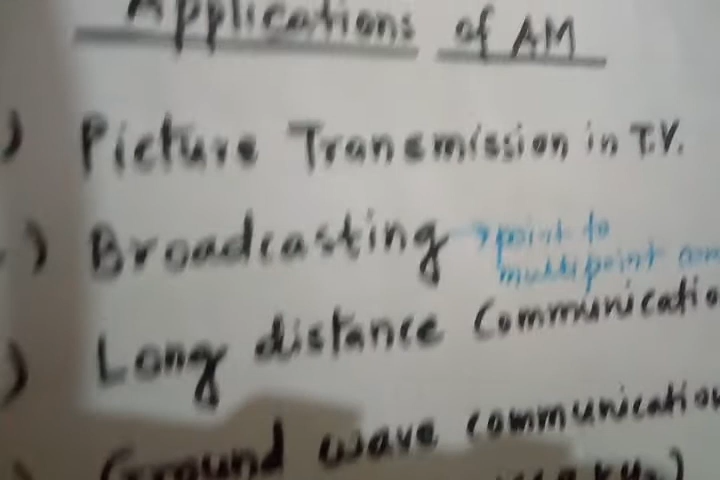 Applications of AM
) Picture Transmission in T.V.
) Broadcasting → point to
multipoint
) Long distance Communicatio
) Ground wave communication